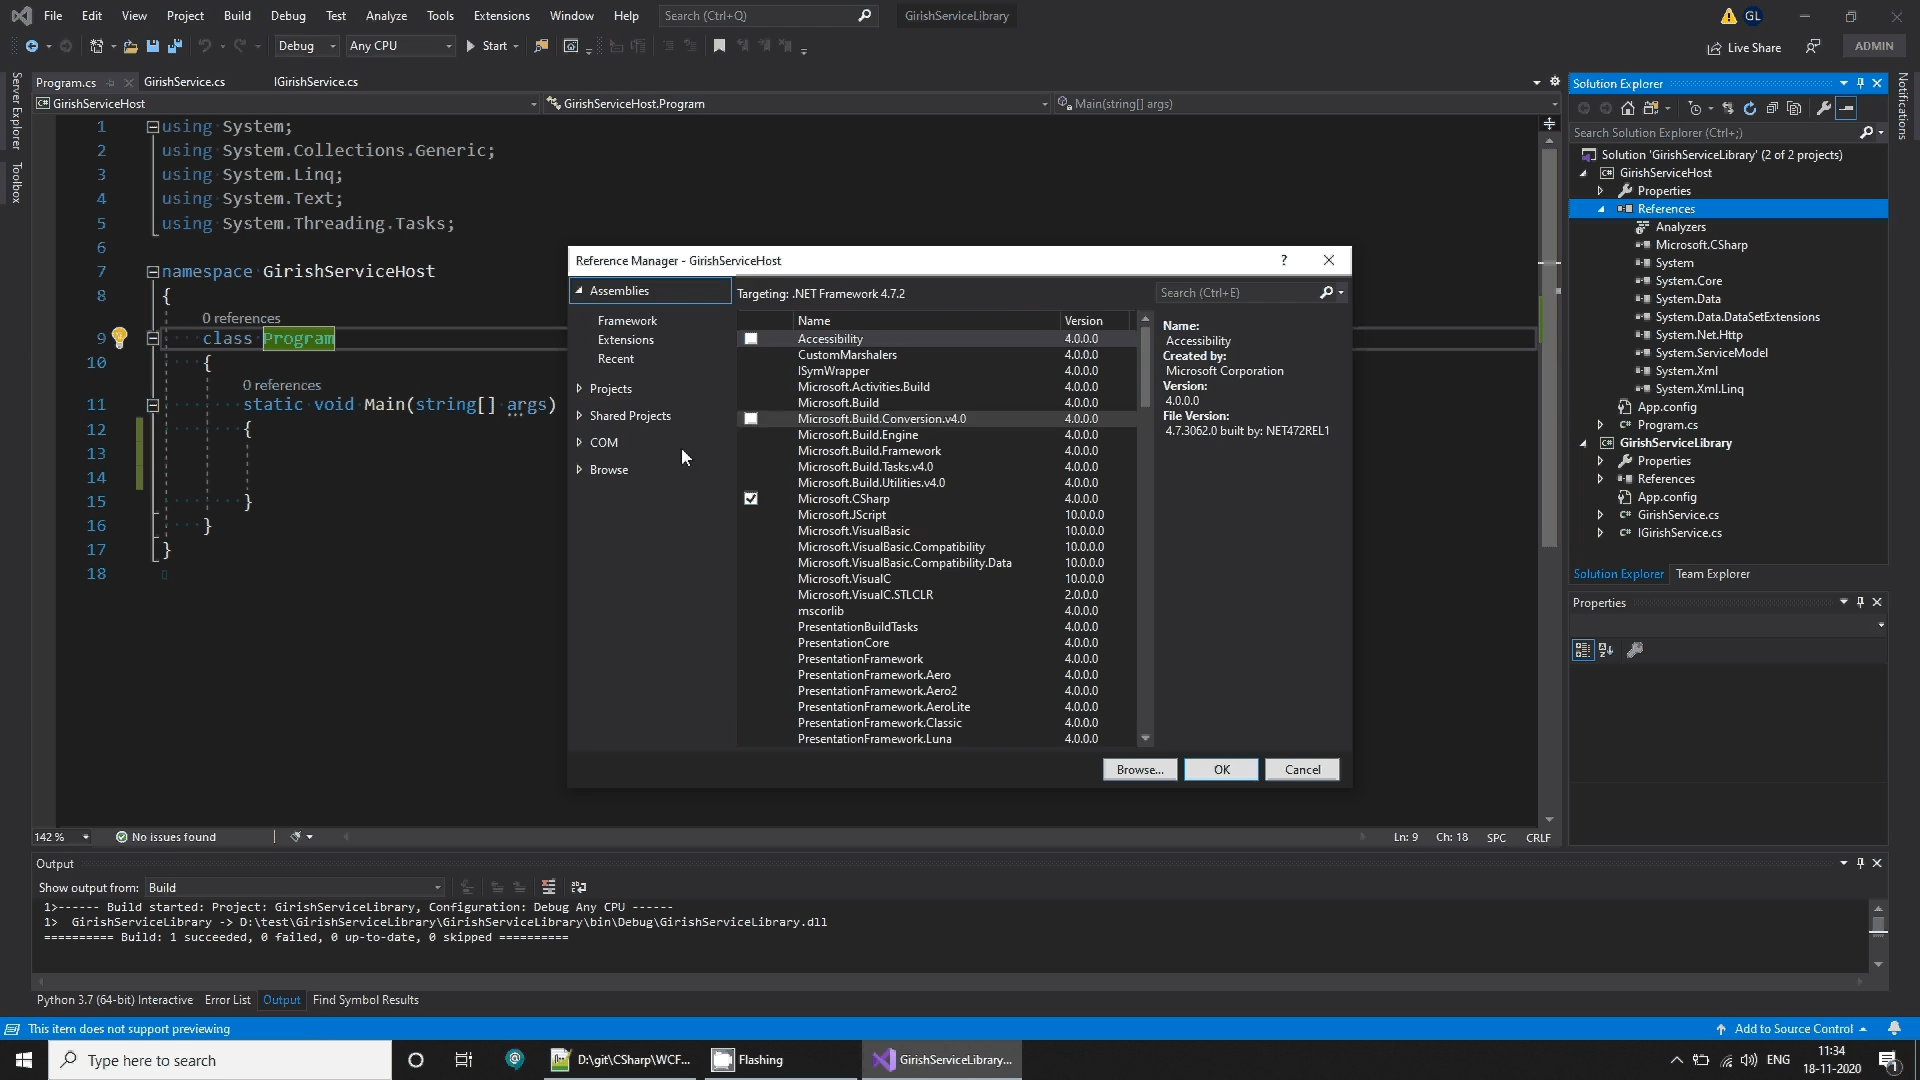 File Edit View Project Build Debug Test Analyze Tools Extensions Window Help Search (Ctrl+Q) GirishServiceLibrary GL
Debug Any CPU Start Live Share ADMIN
Server Explorer
Toolbox
Notifications
Program.cs GirishService.cs IGirishService.cs
GirishServiceHost GirishServiceHost.Program Main(string[] args)
1 using System;
2 using System.Collections.Generic;
3 using System.Linq;
4 using System.Text;
5 using System.Threading.Tasks;
6
7 namespace GirishServiceHost
8 {
0 references
9 class Program
10 {
0 references
11 static void Main(string[] args)
12 {
13
14
15 }
16 }
17 }
18
Reference Manager - GirishServiceHost ?
Assemblies
Framework
Extensions
Recent
Projects
Shared Projects
COM
Browse
Targeting: .NET Framework 4.7.2
Search (Ctrl+E)
Name Version
Accessibility 4.0.0.0
CustomMarshalers 4.0.0.0
ISymWrapper 4.0.0.0
Microsoft.Activities.Build 4.0.0.0
Microsoft.Build 4.0.0.0
Microsoft.Build.Conversion.v4.0 4.0.0.0
Microsoft.Build.Engine 4.0.0.0
Microsoft.Build.Framework 4.0.0.0
Microsoft.Build.Tasks.v4.0 4.0.0.0
Microsoft.Build.Utilities.v4.0 4.0.0.0
Microsoft.CSharp 4.0.0.0
Microsoft.JScript 10.0.0.0
Microsoft.VisualBasic 10.0.0.0
Microsoft.VisualBasic.Compatibility 10.0.0.0
Microsoft.VisualBasic.Compatibility.Data 10.0.0.0
Microsoft.VisualC 10.0.0.0
Microsoft.VisualC.STLCLR 2.0.0.0
mscorlib 4.0.0.0
PresentationBuildTasks 4.0.0.0
PresentationCore 4.0.0.0
PresentationFramework 4.0.0.0
PresentationFramework.Aero 4.0.0.0
PresentationFramework.Aero2 4.0.0.0
PresentationFramework.AeroLite 4.0.0.0
PresentationFramework.Classic 4.0.0.0
PresentationFramework.Luna 4.0.0.0
Name:
Accessibility
Created by:
Microsoft Corporation
Version:
4.0.0.0
File Version:
4.7.3062.0 built by: NET472REL1
Browse... OK Cancel
Solution Explorer
Search Solution Explorer (Ctrl+;)
Solution 'GirishServiceLibrary' (2 of 2 projects)
GirishServiceHost
Properties
References
Analyzers
Microsoft.CSharp
System
System.Core
System.Data
System.Data.DataSetExtensions
System.Net.Http
System.ServiceModel
System.Xml
System.Xml.Linq
App.config
C# Program.cs
GirishServiceLibrary
Properties
References
App.config
C# GirishService.cs
C# IGirishService.cs
Solution Explorer Team Explorer
Properties
142 % No issues found Ln: 9 Ch: 18 SPC CRLF
Output
Show output from: Build
1>------ Build started: Project: GirishServiceLibrary, Configuration: Debug Any CPU ------
1> GirishServiceLibrary -> D:\test\GirishServiceLibrary\GirishServiceLibrary\bin\Debug\GirishServiceLibrary.dll
========== Build: 1 succeeded, 0 failed, 0 up-to-date, 0 skipped ==========
Python 3.7 (64-bit) Interactive Error List Output Find Symbol Results
This item does not support previewing Add to Source Control
Type here to search D:\git\CSharp\WCF... Flashing GirishServiceLibrary... ENG 11:34
18-11-2020 1